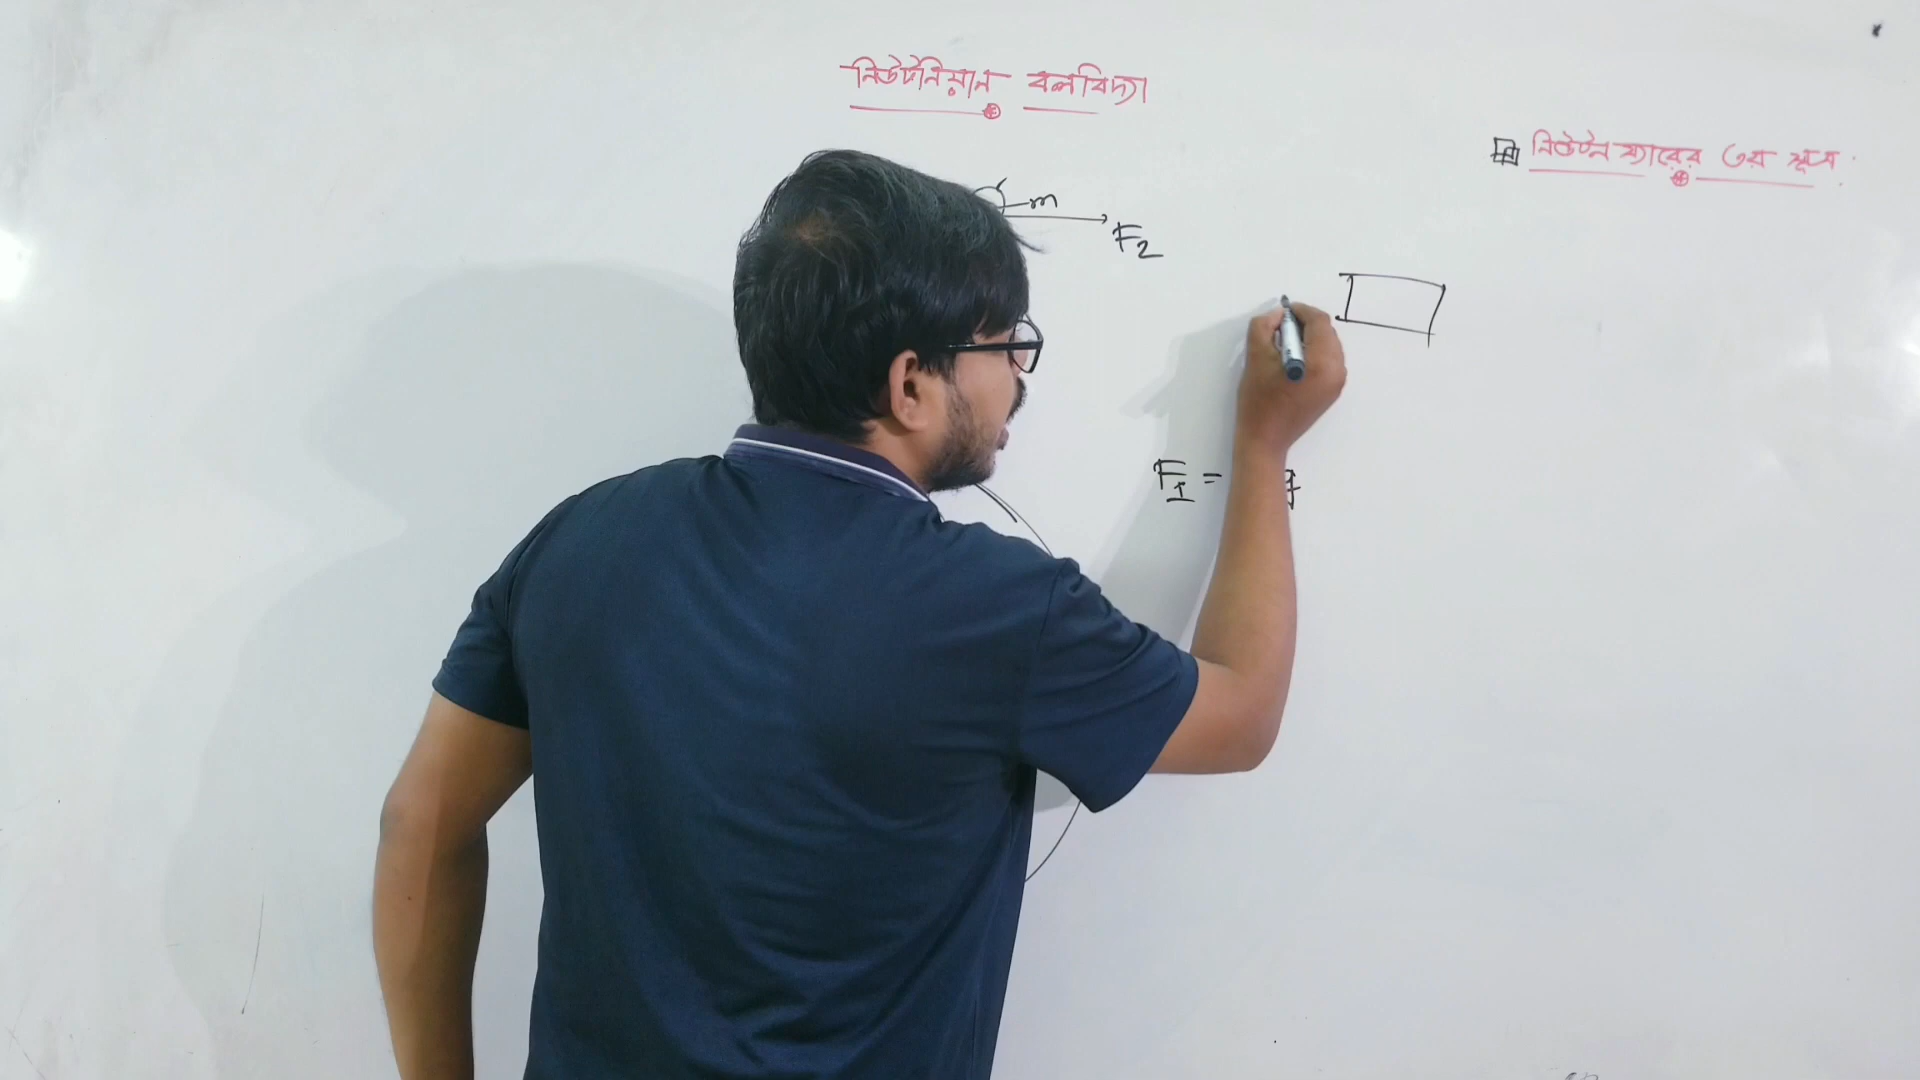 নিউটনিয়ান বলবিদ্যা
নিউটন স্যারের ৩য় সূত্র:
m
F₂
F₁ =